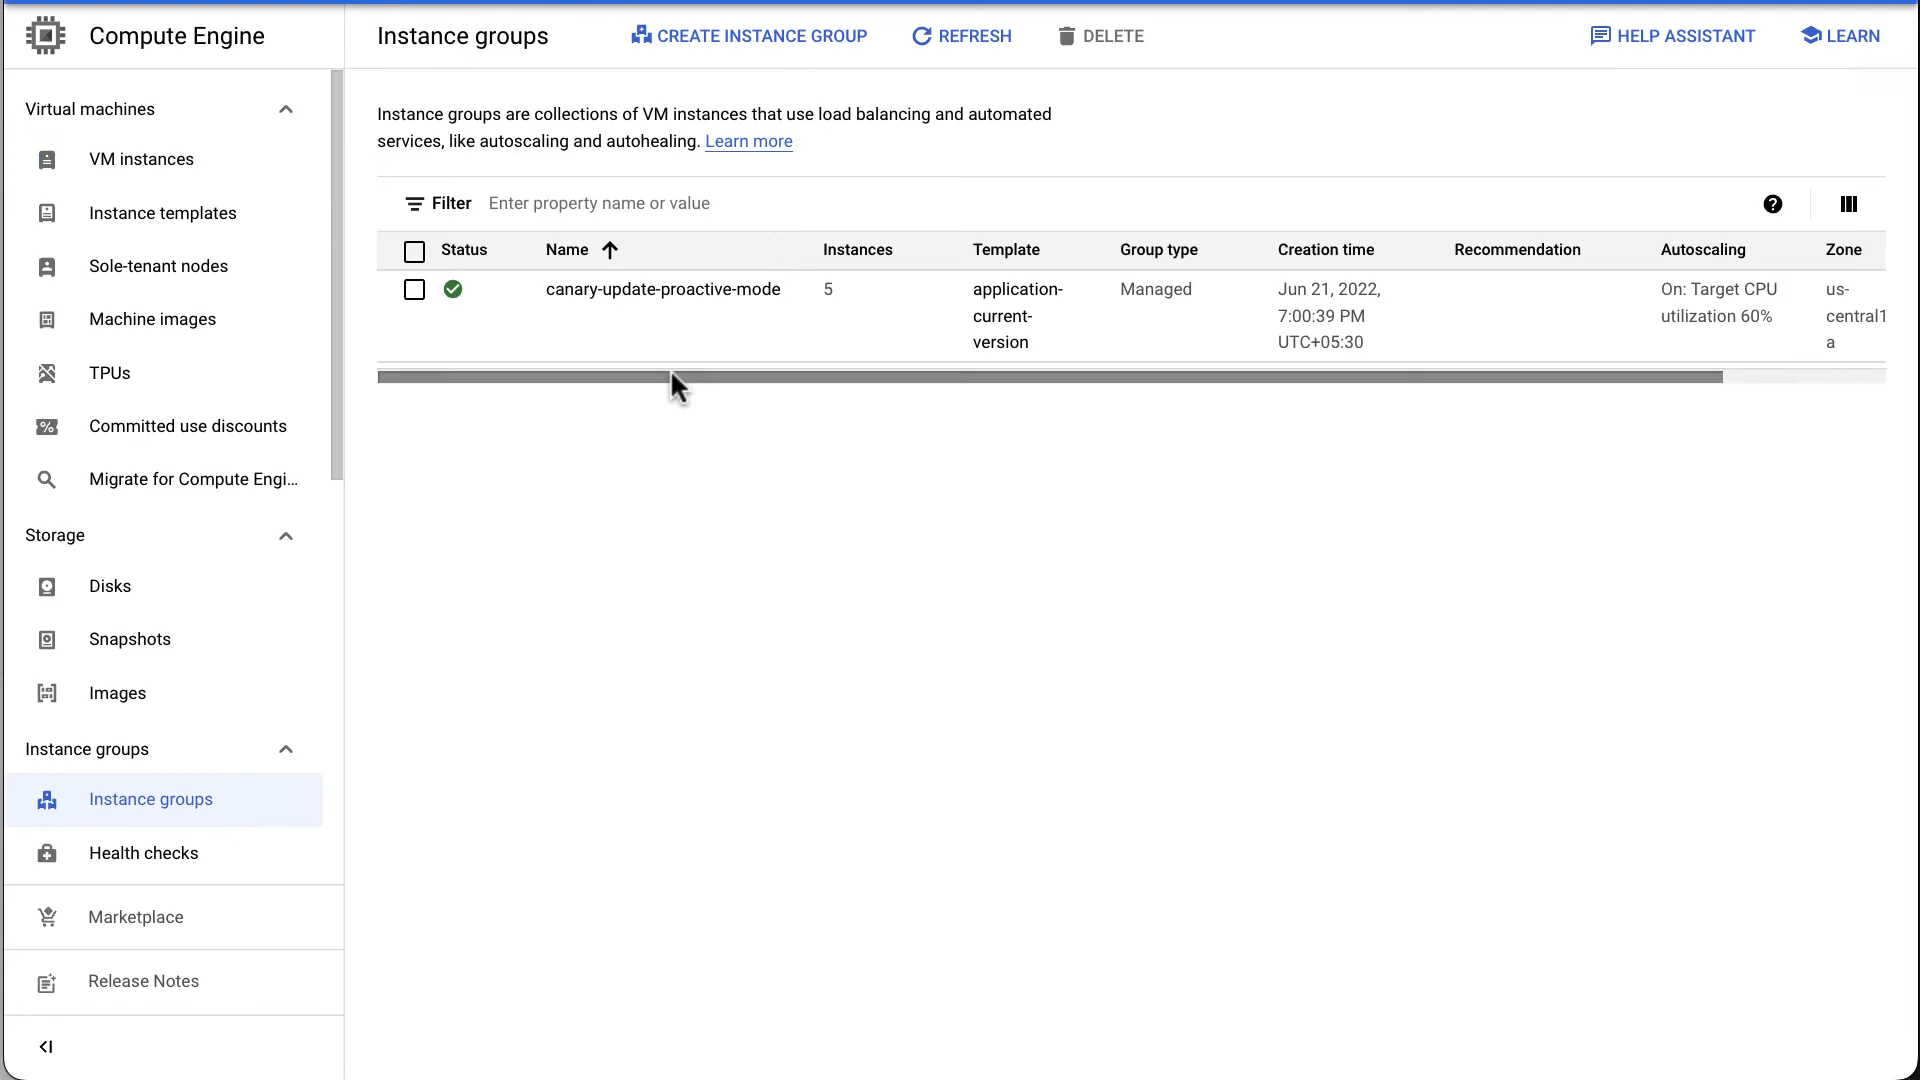 Compute Engine
Instance groups
CREATE INSTANCE GROUP
REFRESH
DELETE
HELP ASSISTANT
LEARN
Virtual machines
VM instances
Instance templates
Sole-tenant nodes
Machine images
TPUs
Committed use discounts
Migrate for Compute Engi...
Storage
Disks
Snapshots
Images
Instance groups
Instance groups
Health checks
Marketplace
Release Notes
Instance groups are collections of VM instances that use load balancing and automated
services, like autoscaling and autohealing. Learn more
Filter Enter property name or value
Status Name Instances Template Group type Creation time Recommendation Autoscaling Zone
canary-update-proactive-mode 5 application- Managed Jun 21, 2022, On: Target CPU us-
current- 7:00:39 PM utilization 60% central1
version UTC+05:30 a